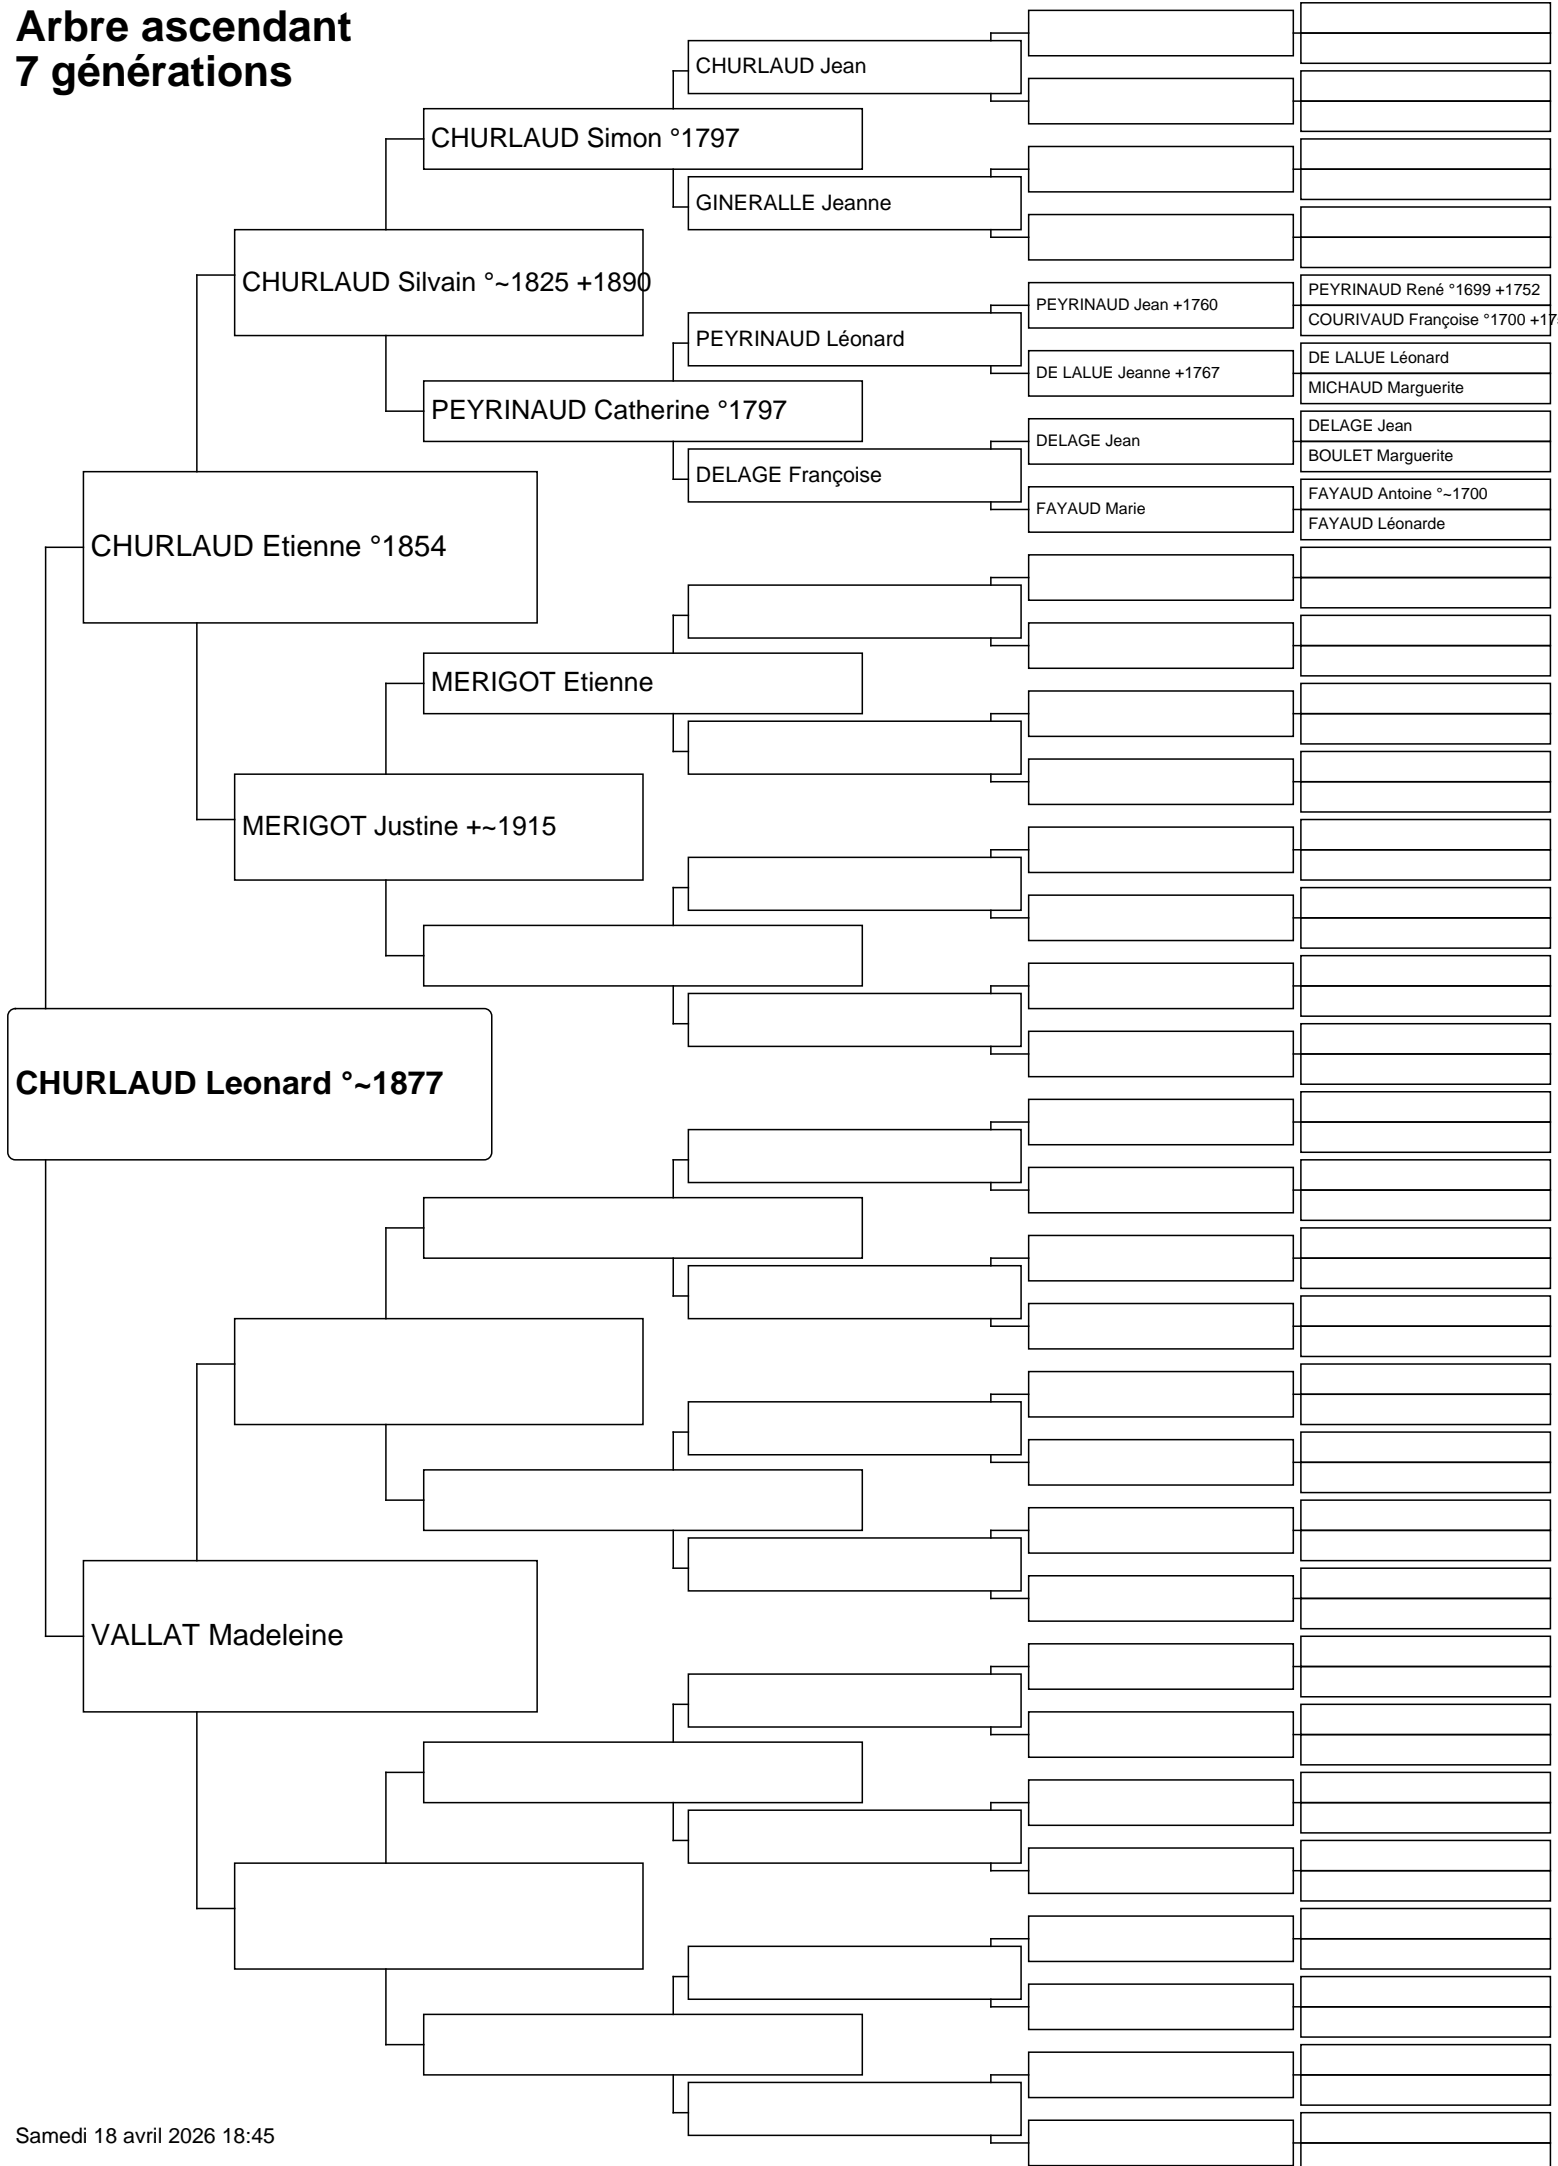 Arbre ascendant
7 générations
CHURLAUD Jean
CHURLAUD Simon °1797
GINERALLE Jeanne
CHURLAUD Silvain °~1825 +1890
PEYRINAUD René °1699 +1752
PEYRINAUD Jean +1760
COURIVAUD Françoise °1700
PEYRINAUD Léonard
DE LALUE Léonard
DE LALUE Jeanne +1767
MICHAUD Marguerite
PEYRINAUD Catherine °1797
DELAGE Jean
DELAGE Jean
BOULET Marguerite
DELAGE Françoise
FAYAUD Antoine °~1700
FAYAUD Marie
FAYAUD Léonarde
CHURLAUD Etienne °1854
MERIGOT Etienne
MERIGOT Justine +~1915
CHURLAUD Leonard °~1877
VALLAT Madeleine
Samedi 18 avril 2026 18:45